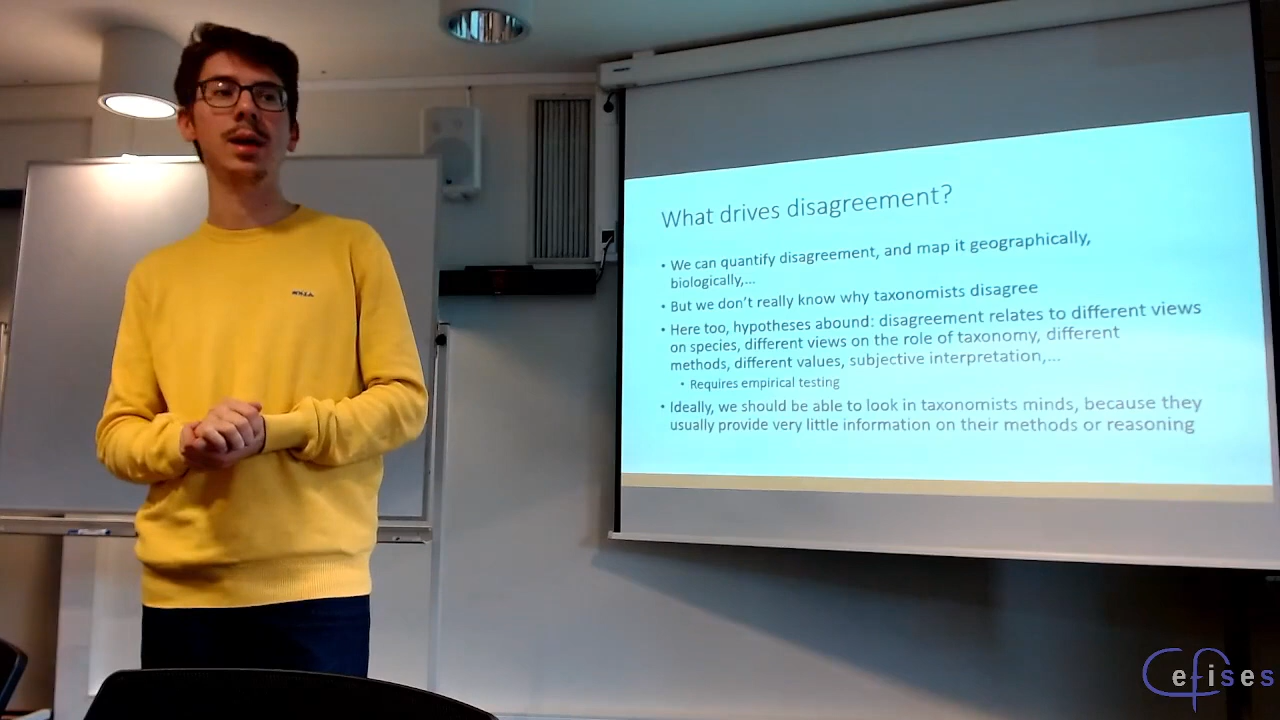 What drives disagreement?
• We can quantify disagreement, and map it geographically,
biologically,...
• But we don't really know why taxonomists disagree
• Here too, hypotheses abound: disagreement relates to different views
on species, different views on the role of taxonomy, different
methods, different values, subjective interpretation,...
• Requires empirical testing
• Ideally, we should be able to look in taxonomists minds, because they
usually provide very little information on their methods or reasoning
Cefises